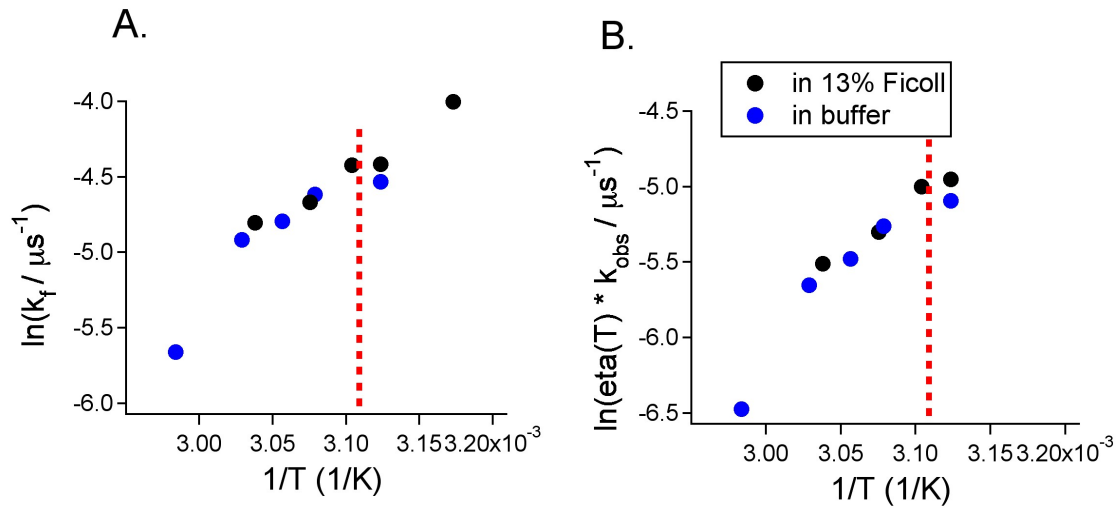 A.
-4.0
-4.5
-5.0
-5.5
-6.0
ln(k_f / μs⁻¹)
3.00 3.05 3.10 3.15 3.20x10⁻³
1/T (1/K)
B.
in 13% Ficoll
in buffer
-4.5
-5.0
-5.5
-6.0
-6.5
ln(eta(T) * k_obs / μs⁻¹)
3.00 3.05 3.10 3.15 3.20x10⁻³
1/T (1/K)